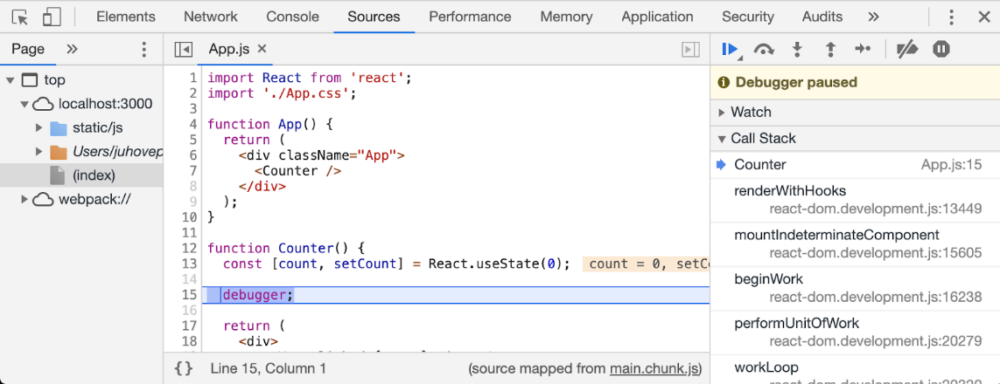 Elements Network Console Sources Performance Memory Application Security Audits »
Page »
top
localhost:3000
static/js
Users/juhovep
(index)
webpack://
App.js ×
1 import React from 'react';
2 import './App.css';
3
4 function App() {
5 return (
6 <div className="App">
7 <Counter />
8 </div>
9 );
10 }
11
12 function Counter() {
13 const [count, setCount] = React.useState(0); count = 0, setCo
14
15 debugger;
16
17 return (
18 <div>
{} Line 15, Column 1 (source mapped from main.chunk.js)
Debugger paused
Watch
Call Stack
Counter App.js:15
renderWithHooks
react-dom.development.js:13449
mountIndeterminateComponent
react-dom.development.js:15605
beginWork
react-dom.development.js:16238
performUnitOfWork
react-dom.development.js:20279
workLoop